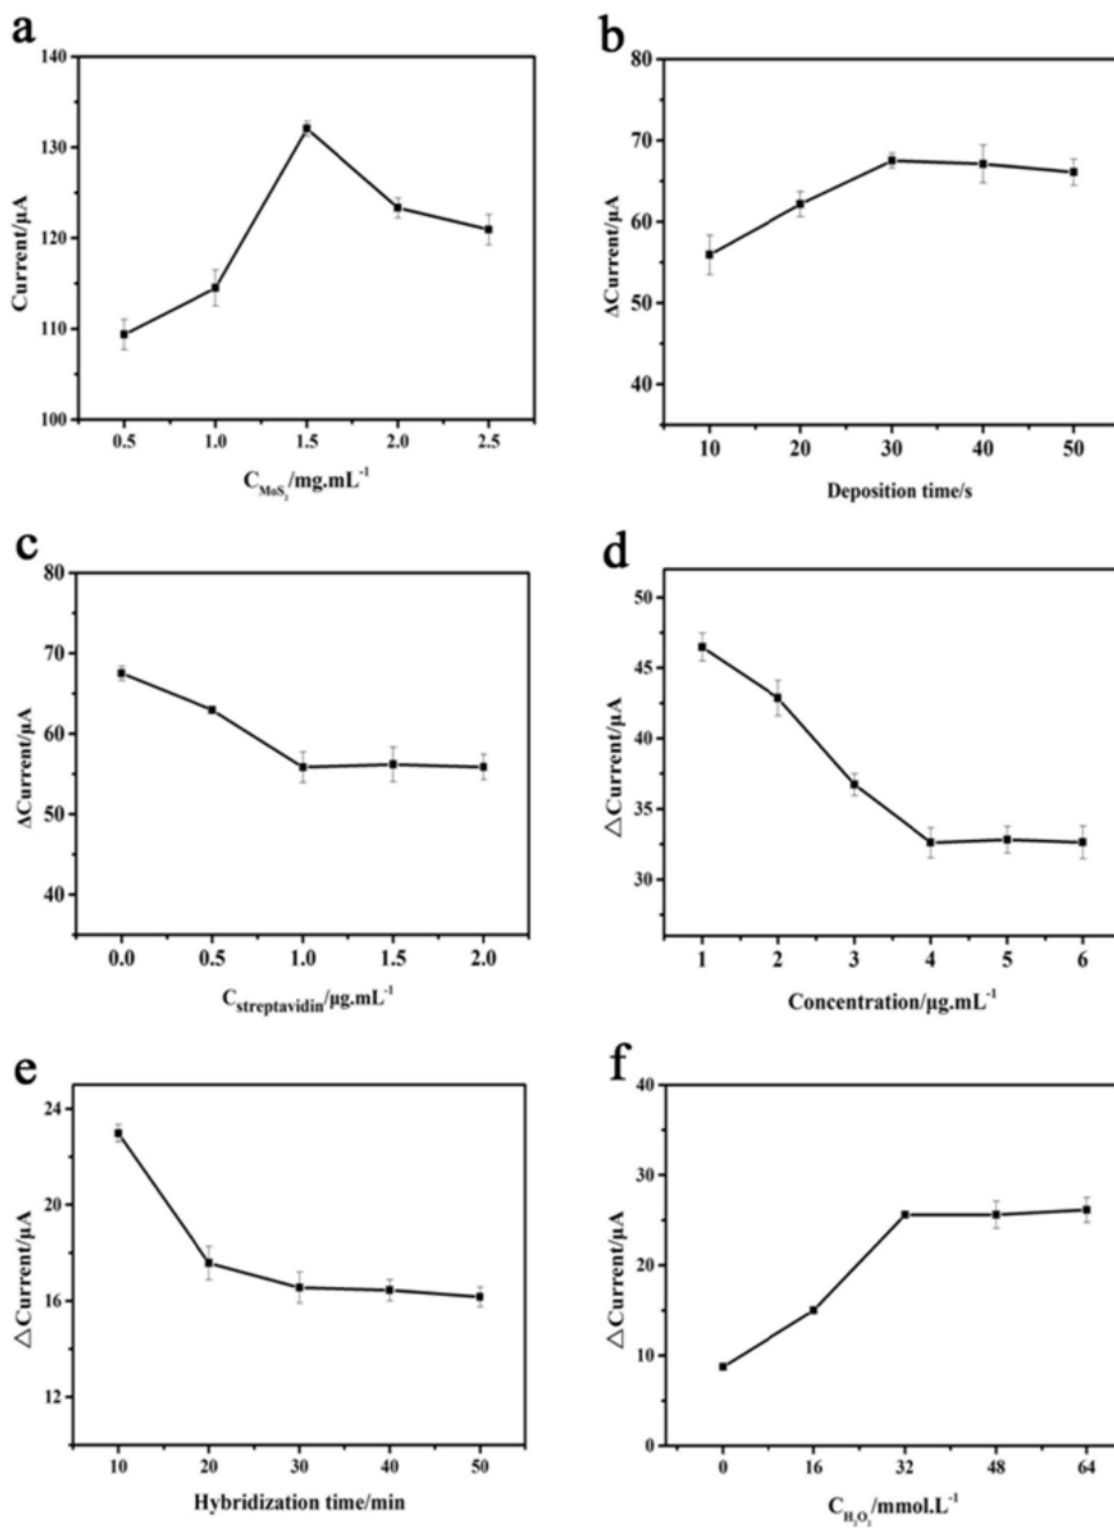 a
140
130
120
110
100
Current/μA
0.5 1.0 1.5 2.0 2.5
C MoS2/mg.mL-1
b
80
70
60
50
40
ΔCurrent/μA
10 20 30 40 50
Deposition time/s
c
80
70
60
50
40
ΔCurrent/μA
0.0 0.5 1.0 1.5 2.0
C streptavidin/μg.mL-1
d
50
45
40
35
30
△Current/μA
1 2 3 4 5 6
Concentration/μg.mL-1
e
24
20
16
12
△Current/μA
10 20 30 40 50
Hybridization time/min
f
40
30
20
10
0
△Current/μA
0 16 32 48 64
C H2O2/mmol.L-1